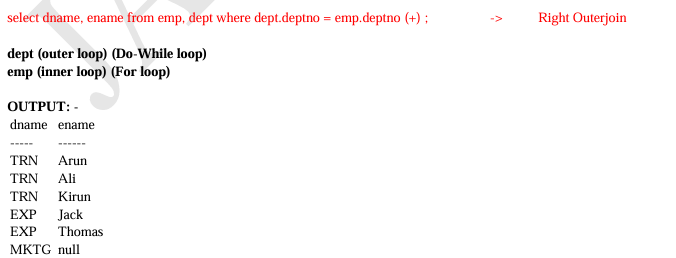 select dname, ename from emp, dept where dept.deptno = emp.deptno (+) ; -> Right Outerjoin
dept (outer loop) (Do-While loop)
emp (inner loop) (For loop)
OUTPUT: -
dname ename
----- ------
TRN Arun
TRN Ali
TRN Kirun
EXP Jack
EXP Thomas
MKTG null